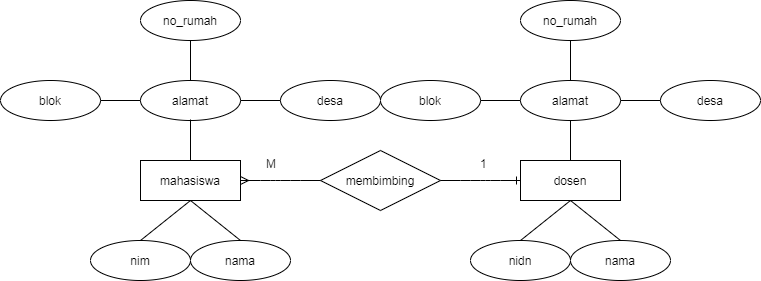 no_rumah
no_rumah
blok
alamat
desa
blok
alamat
desa
M
1
mahasiswa
membimbing
dosen
nim
nama
nidn
nama